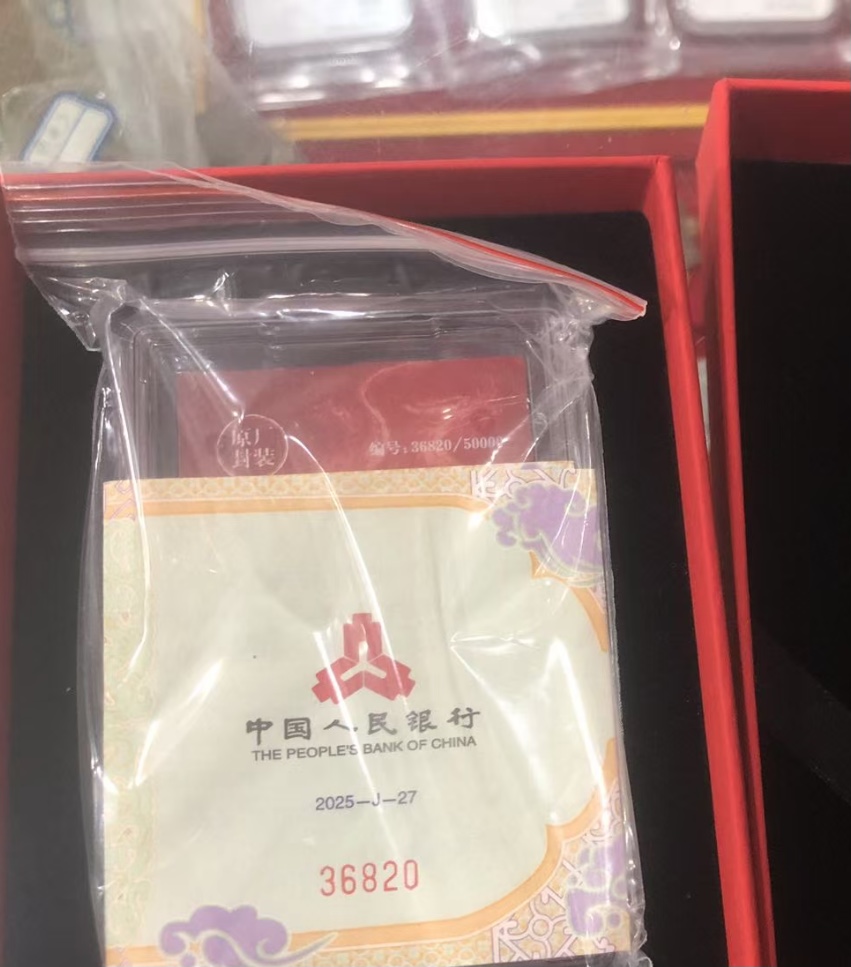 原厂
封装
编号:36820/50000
中国人民银行
THE PEOPLE'S BANK OF CHINA
2025-J-27
36820